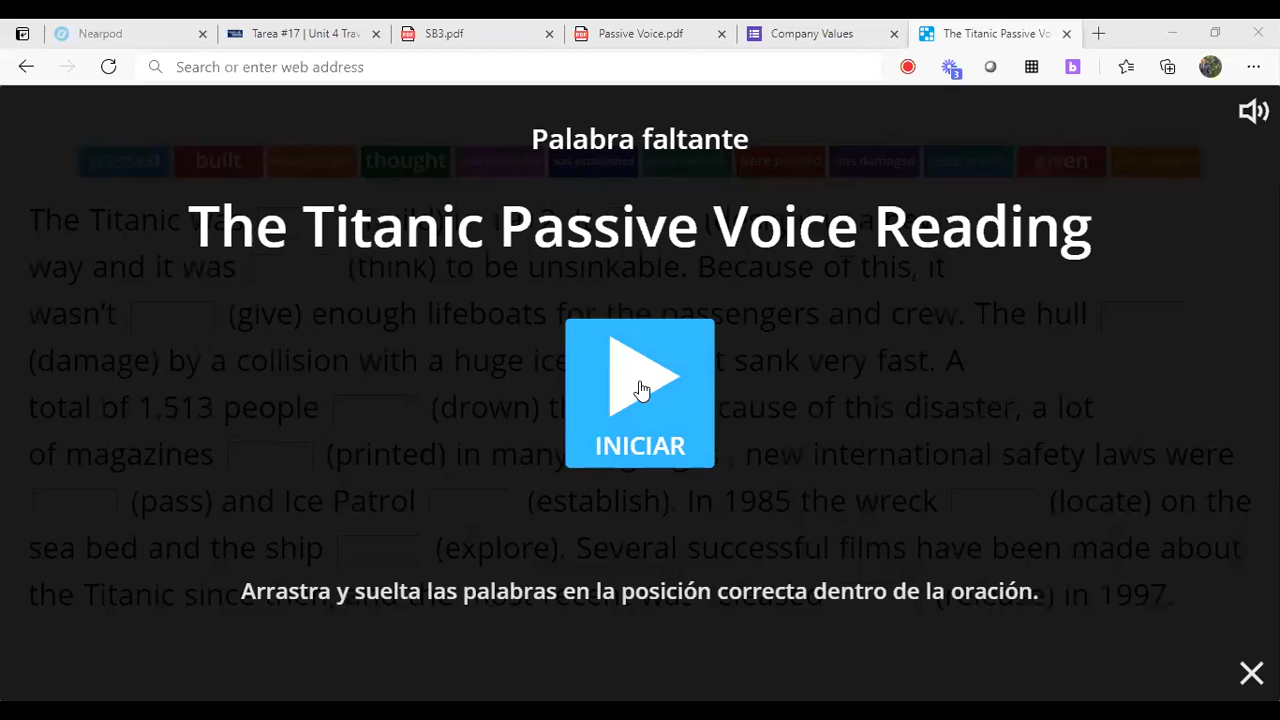 Nearpod
Tarea #17 | Unit 4 Trav
SB3.pdf
Passive Voice.pdf
Company Values
The Titanic Passive Vo
Search or enter web address
3
b
Palabra faltante
passed built thought was established were printed was damaged given
The Titanic Passive Voice Reading
The Titanic was
way and it was (think) to be unsinkable. Because of this, it
wasn't (give) enough lifeboats for the passengers and crew. The hull
(damage) by a collision with a huge ice sank very fast. A
total of 1,513 people (drown) cause of this disaster, a lot
of magazines (printed) in many , new international safety laws were
INICIAR
(pass) and Ice Patrol (establish). In 1985 the wreck (locate) on the
sea bed and the ship (explore). Several successful films have been made about
the Titanic since (release) in 1997.
Arrastra y suelta las palabras en la posición correcta dentro de la oración.